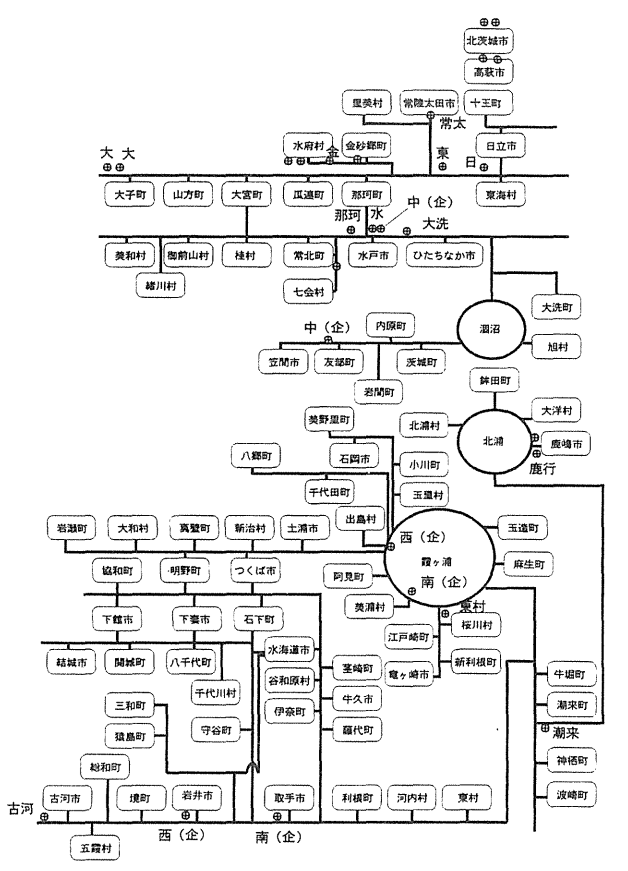 北茨城市
高萩市
里美村
常陸太田市
十王町
常太
水府村
金
金砂郷町
東
日
日立市
大 大
大子町
山方町
大宮町
瓜連町
那珂町
東海村
那珂
水
中（企）
大洗
美和村
御前山村
桂村
常北町
水戸市
ひたちなか市
緒川村
七会村
大洗町
涸沼
旭村
中（企）
内原町
笠間市
友部町
茨城町
岩間町
鉾田町
大洋村
北浦村
北浦
鹿嶋市
鹿行
美野里町
石岡市
小川町
八郷町
千代田町
玉里村
出島村
岩瀬町
大和村
真壁町
新治村
土浦市
西（企）
霞ヶ浦
玉造町
麻生町
協和町
明野町
つくば市
阿見町
南（企）
美浦村
東村
桜川村
江戸崎町
下館市
下妻市
石下町
結城市
関城町
八千代町
千代川村
水海道市
谷和原村
伊奈町
茎崎町
牛久市
藤代町
竜ヶ崎市
新利根町
牛堀町
潮来町
潮来
三和町
猿島町
守谷町
神栖町
波崎町
総和町
古河
古河市
境町
岩井市
取手市
利根町
河内村
東村
五霞村
西（企）
南（企）